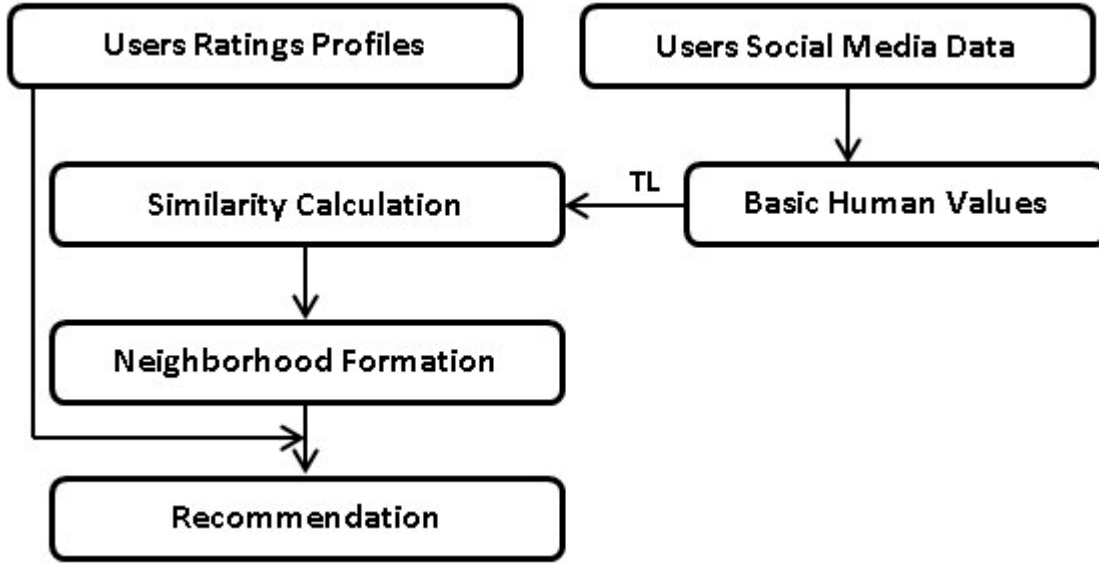 Users Ratings Profiles
Users Social Media Data
Similarity Calculation
TL
Basic Human Values
Neighborhood Formation
Recommendation